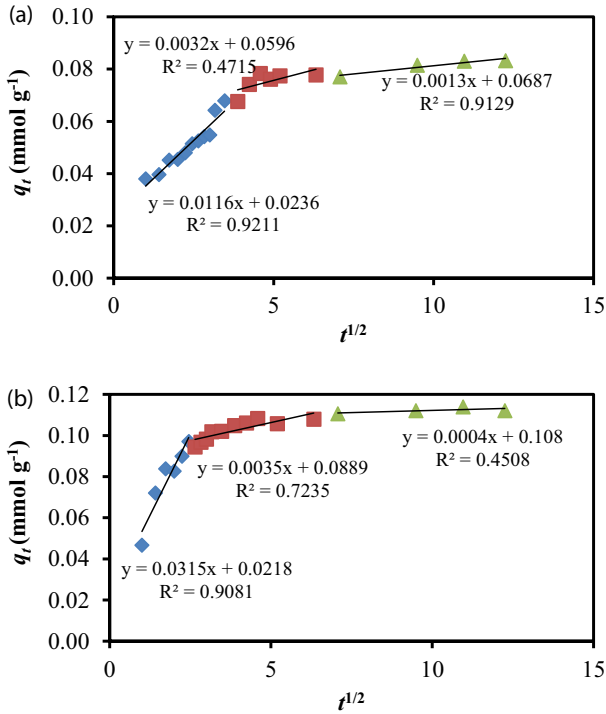 (a)
0.10
0.08
0.06
0.04
0.02
0.00
qt (mmol g-1)
y = 0.0032x + 0.0596
R² = 0.4715
y = 0.0013x + 0.0687
R² = 0.9129
y = 0.0116x + 0.0236
R² = 0.9211
0 5 10 15
t1/2
(b)
0.12
0.10
0.08
0.06
0.04
0.02
0.00
qt (mmol g-1)
y = 0.0004x + 0.108
R² = 0.4508
y = 0.0035x + 0.0889
R² = 0.7235
y = 0.0315x + 0.0218
R² = 0.9081
0 5 10 15
t1/2